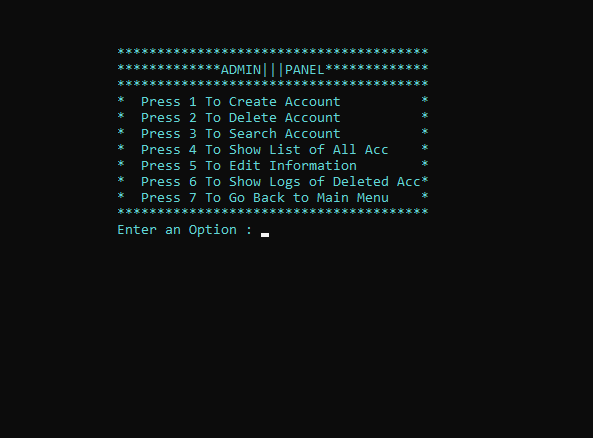 ***************************************
*************ADMIN|||PANEL*************
***************************************
*  Press 1 To Create Account          *
*  Press 2 To Delete Account          *
*  Press 3 To Search Account          *
*  Press 4 To Show List of All Acc    *
*  Press 5 To Edit Information        *
*  Press 6 To Show Logs of Deleted Acc*
*  Press 7 To Go Back to Main Menu    *
***************************************
Enter an Option :